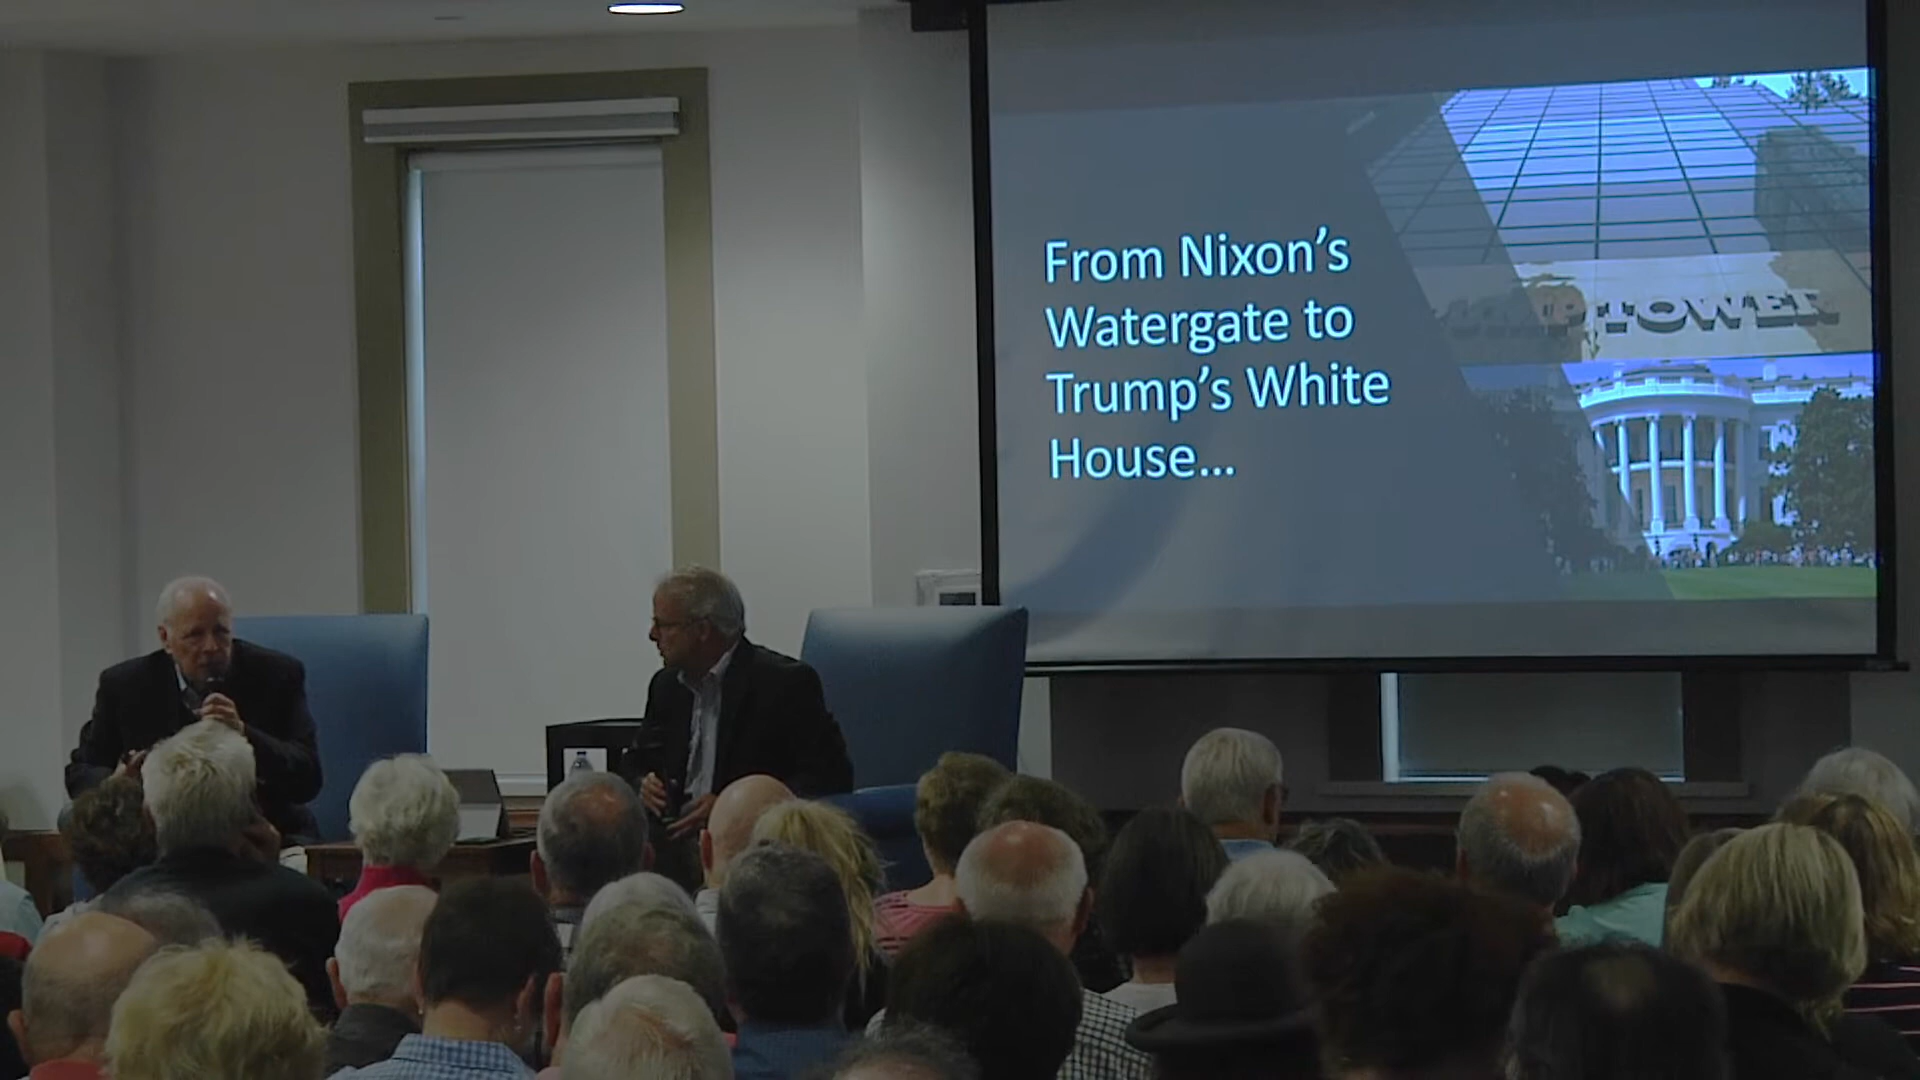 From Nixon's
Watergate to
Trump's White
House...
TOWER